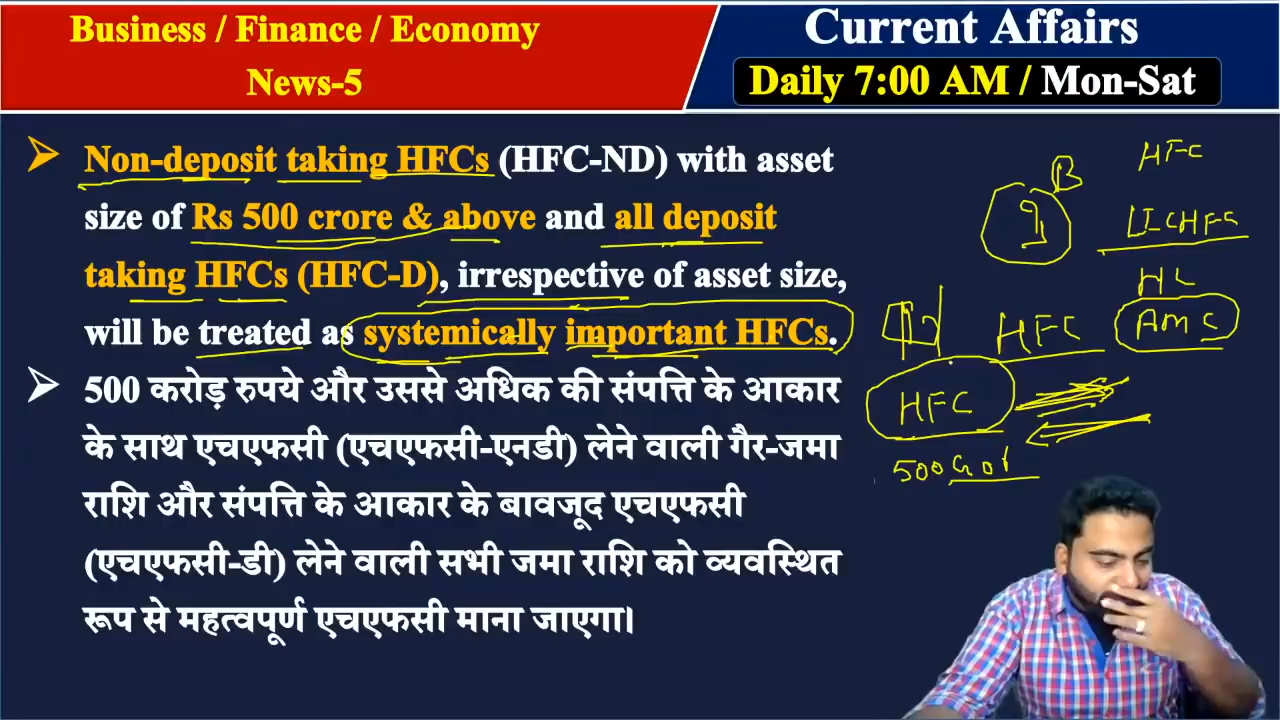 Business / Finance / Economy
News-5
Current Affairs
Daily 7:00 AM / Mon-Sat
Non-deposit taking HFCs (HFC-ND) with asset
size of Rs 500 crore & above and all deposit
taking HFCs (HFC-D), irrespective of asset size,
will be treated as systemically important HFCs.
500 करोड़ रुपये और उससे अधिक की संपत्ति के आकार
के साथ एचएफसी (एचएफसी-एनडी) लेने वाली गैर-जमा
राशि और संपत्ति के आकार के बावजूद एचएफसी
(एचएफसी-डी) लेने वाली सभी जमा राशि को व्यवस्थित
रूप से महत्वपूर्ण एचएफसी माना जाएगा।
HFC
B
LICHFC
HL
HFC
AMC
HFC
500